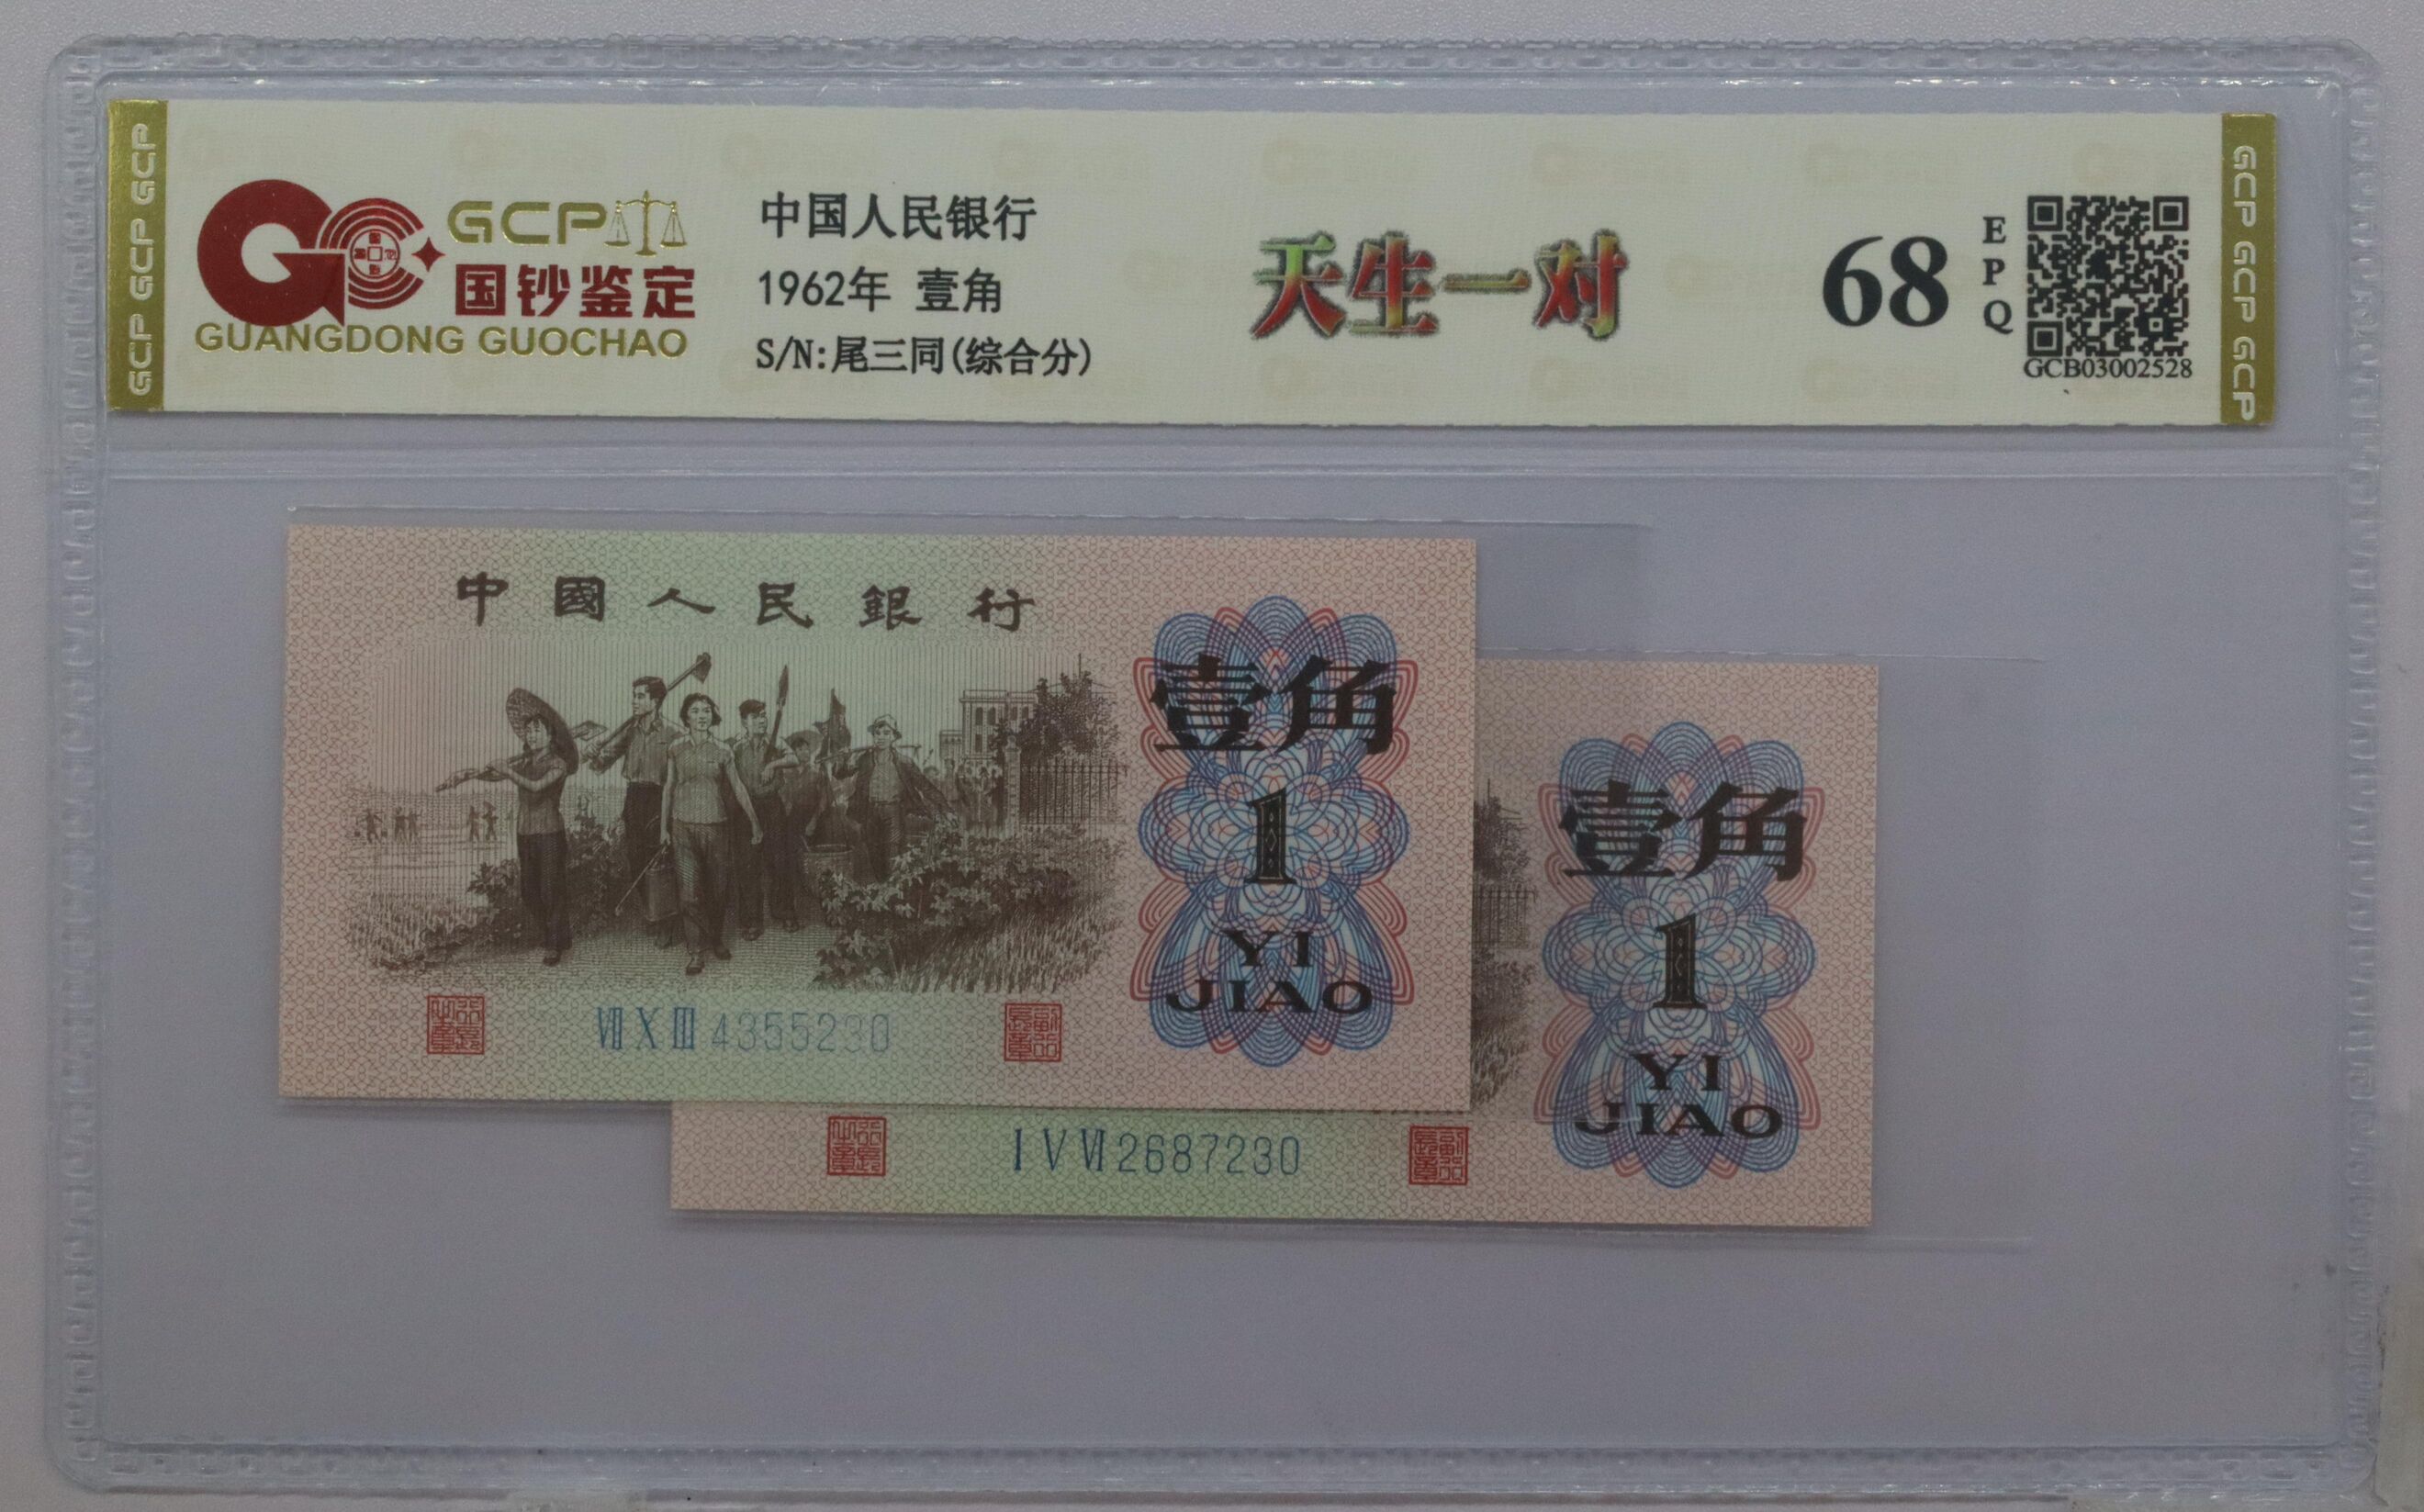 GCP GCP GCP
GCP
国钞鉴定
GUANGDONG GUOCHAO
中国人民银行
1962年 壹角
S/N:尾三同(综合分)
天生一对
68
EPQ
GCB03002528
GCP GCP GCP
中國人民銀行
壹角
1
YI
JIAO
Ⅶ Ⅹ Ⅲ 4355230
壹角
1
YI
JIAO
Ⅰ Ⅴ Ⅵ 2687230